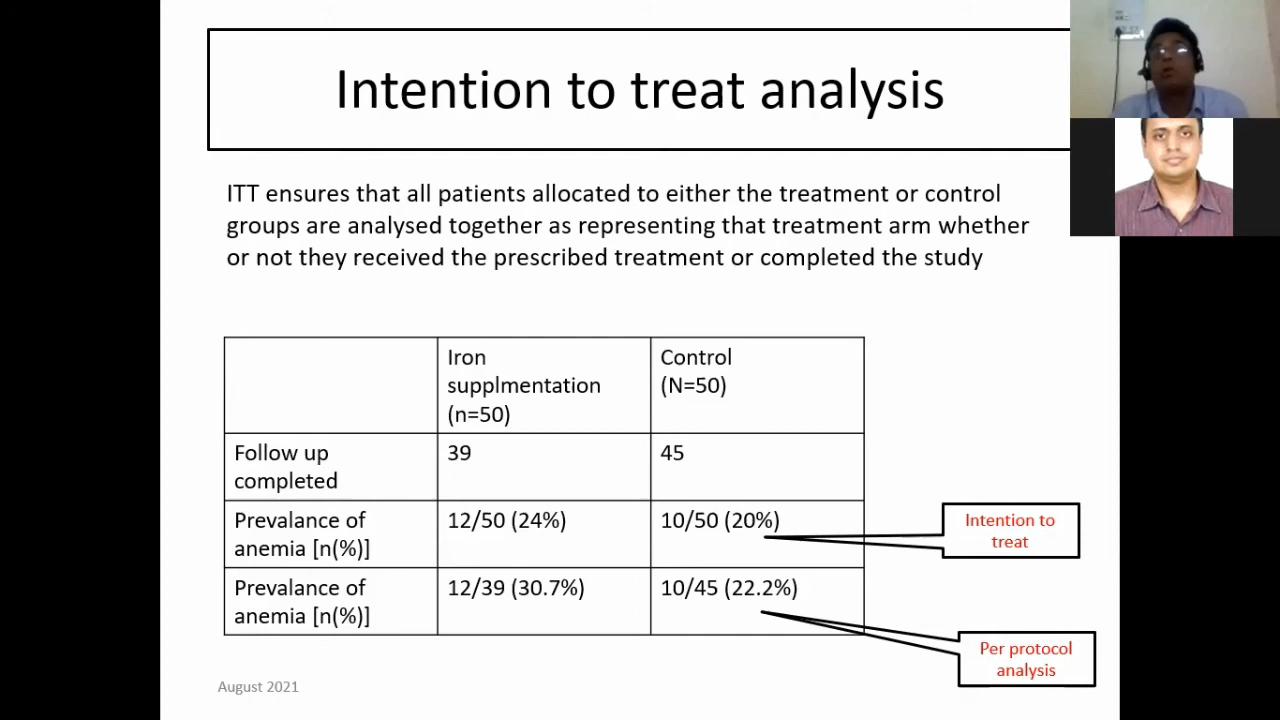 Intention to treat analysis
ITT ensures that all patients allocated to either the treatment or control
groups are analysed together as representing that treatment arm whether
or not they received the prescribed treatment or completed the study
Iron
supplmentation
(n=50)
Control
(N=50)
Follow up
completed
39
45
Prevalance of
anemia [n(%)]
12/50 (24%)
10/50 (20%)
Intention to
treat
Prevalance of
anemia [n(%)]
12/39 (30.7%)
10/45 (22.2%)
Per protocol
analysis
August 2021